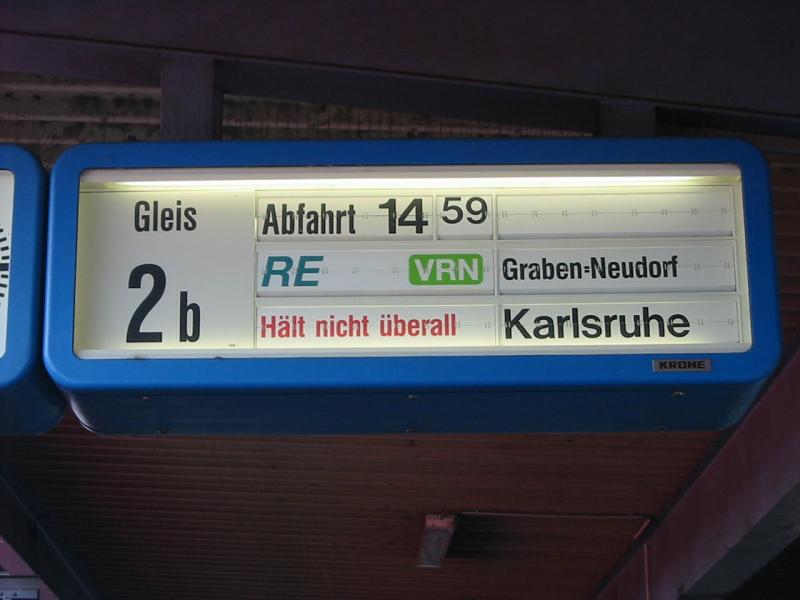 Gleis
2 b
Abfahrt 14 59
RE VRN Graben=Neudorf
Hält nicht überall Karlsruhe
KRONE